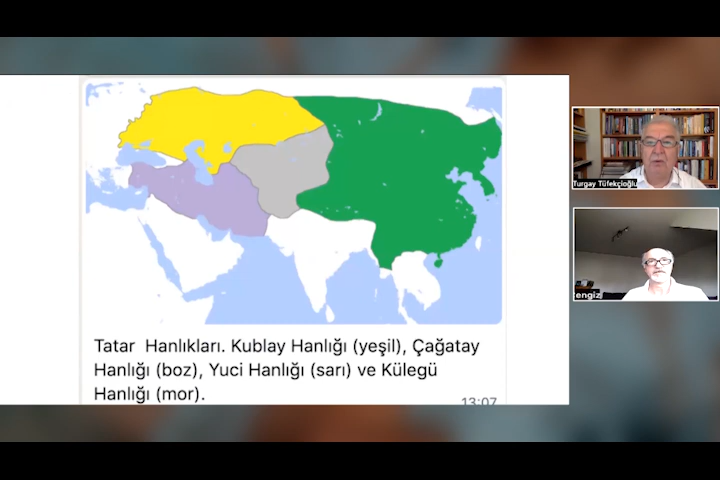 Tatar Hanlıkları. Kublay Hanlığı (yeşil), Çağatay
Hanlığı (boz), Yuci Hanlığı (sarı) ve Külegü
Hanlığı (mor).
13:07
Turgay Tüfekçioğlu
engiz